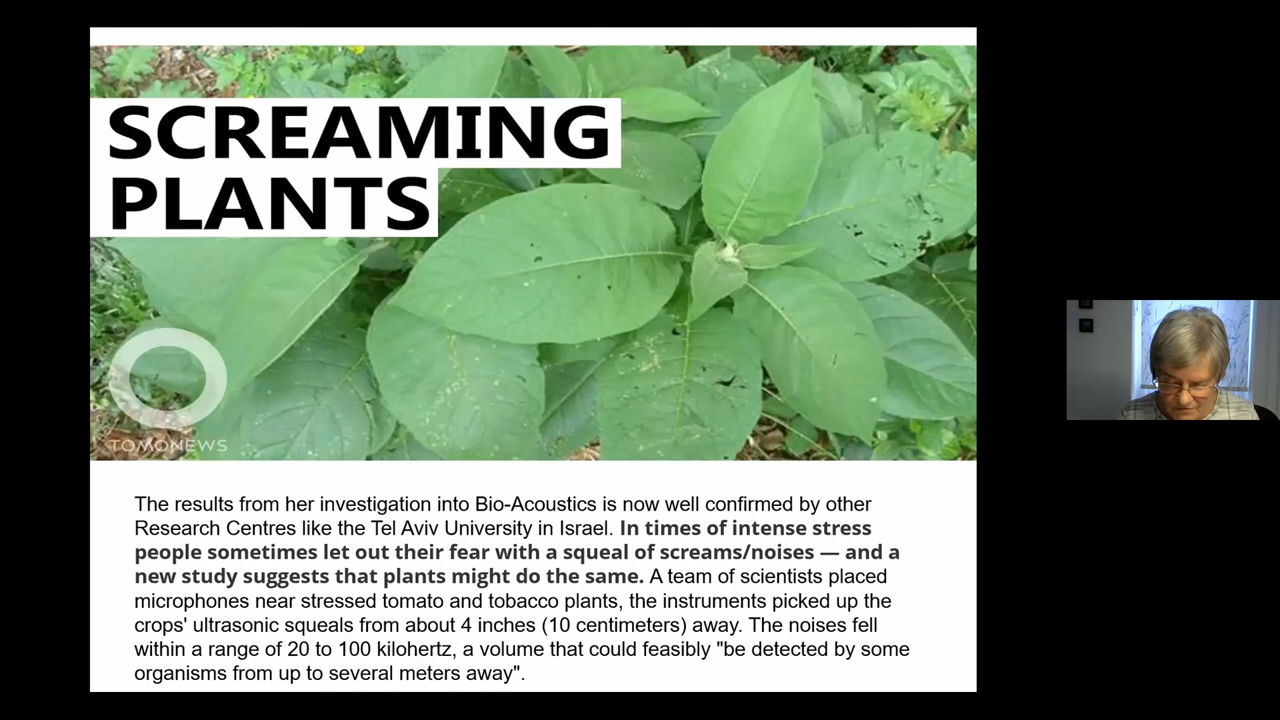 SCREAMING
PLANTS
TOMONEWS
The results from her investigation into Bio-Acoustics is now well confirmed by other
Research Centres like the Tel Aviv University in Israel. In times of intense stress
people sometimes let out their fear with a squeal of screams/noises — and a
new study suggests that plants might do the same. A team of scientists placed
microphones near stressed tomato and tobacco plants, the instruments picked up the
crops' ultrasonic squeals from about 4 inches (10 centimeters) away. The noises fell
within a range of 20 to 100 kilohertz, a volume that could feasibly "be detected by some
organisms from up to several meters away".